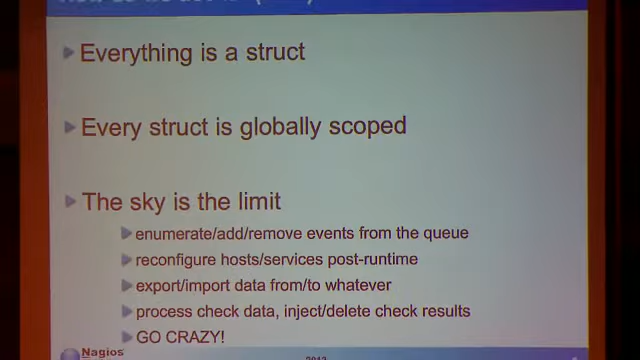 Everything is a struct
Every struct is globally scoped
The sky is the limit
enumerate/add/remove events from the queue
reconfigure hosts/services post-runtime
export/import data from/to whatever
process check data, inject/delete check results
GO CRAZY!
Nagios